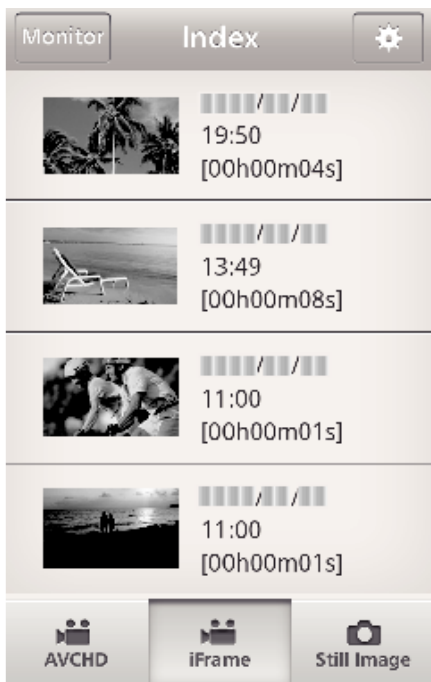 Monitor Index
19:50
[00h00m04s]
13:49
[00h00m08s]
11:00
[00h00m01s]
11:00
[00h00m01s]
AVCHD iFrame Still Image